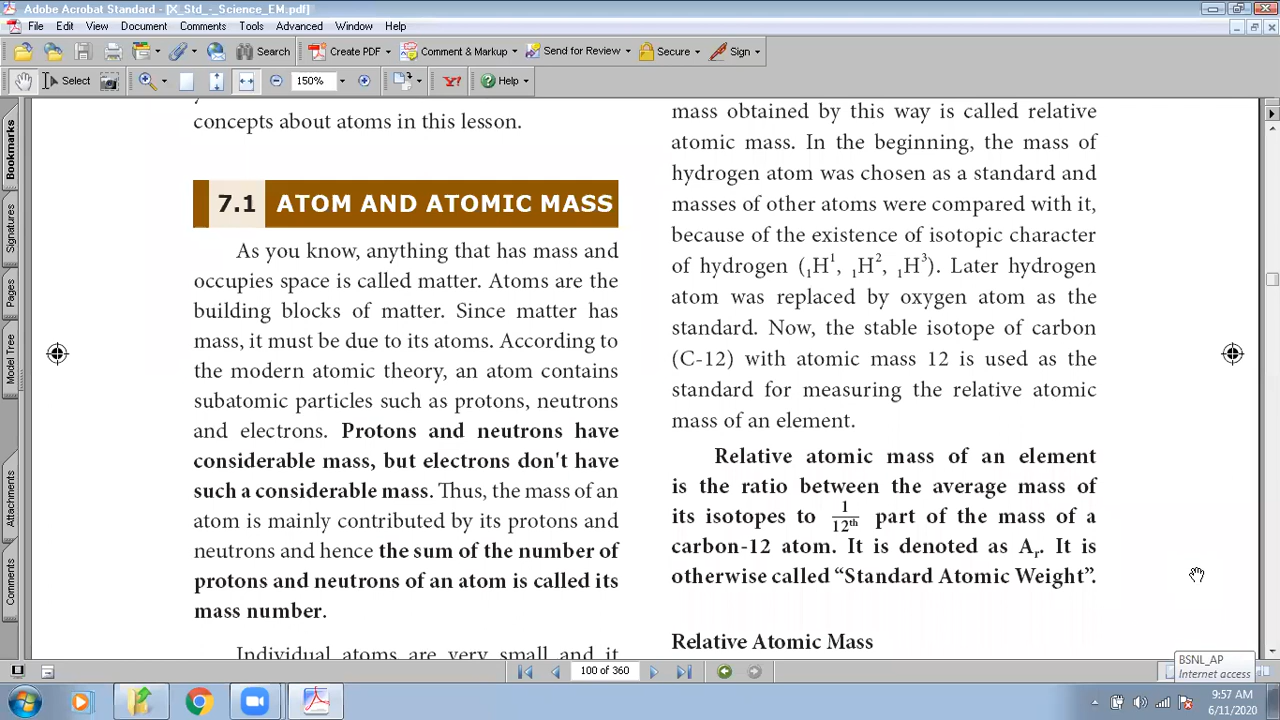 Adobe Acrobat Standard - [X_Std_-_Science_EM.pdf]
File Edit View Document Comments Tools Advanced Window Help
Search Create PDF Comment & Markup Send for Review Secure Sign
Select 150% Y! Help
Bookmarks
Signatures
Pages
Model Tree
Attachments
Comments
concepts about atoms in this lesson.
7.1 ATOM AND ATOMIC MASS
As you know, anything that has mass and
occupies space is called matter. Atoms are the
building blocks of matter. Since matter has
mass, it must be due to its atoms. According to
the modern atomic theory, an atom contains
subatomic particles such as protons, neutrons
and electrons. Protons and neutrons have
considerable mass, but electrons don't have
such a considerable mass. Thus, the mass of an
atom is mainly contributed by its protons and
neutrons and hence the sum of the number of
protons and neutrons of an atom is called its
mass number.
Individual atoms are very small and it
mass obtained by this way is called relative
atomic mass. In the beginning, the mass of
hydrogen atom was chosen as a standard and
masses of other atoms were compared with it,
because of the existence of isotopic character
of hydrogen (₁H¹, ₁H², ₁H³). Later hydrogen
atom was replaced by oxygen atom as the
standard. Now, the stable isotope of carbon
(C-12) with atomic mass 12 is used as the
standard for measuring the relative atomic
mass of an element.
Relative atomic mass of an element
is the ratio between the average mass of
its isotopes to 1/12th part of the mass of a
carbon-12 atom. It is denoted as Aᵣ. It is
otherwise called “Standard Atomic Weight”.
Relative Atomic Mass
100 of 360
BSNL_AP
Internet access
9:57 AM
6/11/2020